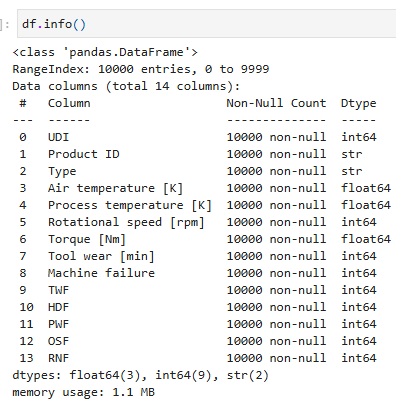 ]: df.info()
<class 'pandas.DataFrame'>
RangeIndex: 10000 entries, 0 to 9999
Data columns (total 14 columns):
 #   Column                   Non-Null Count  Dtype
---  ------                   --------------  -----
 0   UDI                      10000 non-null  int64
 1   Product ID               10000 non-null  str
 2   Type                     10000 non-null  str
 3   Air temperature [K]      10000 non-null  float64
 4   Process temperature [K]  10000 non-null  float64
 5   Rotational speed [rpm]   10000 non-null  int64
 6   Torque [Nm]              10000 non-null  float64
 7   Tool wear [min]          10000 non-null  int64
 8   Machine failure          10000 non-null  int64
 9   TWF                      10000 non-null  int64
 10  HDF                      10000 non-null  int64
 11  PWF                      10000 non-null  int64
 12  OSF                      10000 non-null  int64
 13  RNF                      10000 non-null  int64
dtypes: float64(3), int64(9), str(2)
memory usage: 1.1 MB